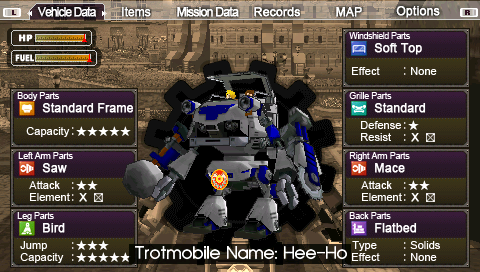 L Vehicle Data Items Mission Data Records MAP Options R
HP
FUEL
Windshield Parts
Soft Top
Effect : None
Body Parts
Standard Frame
Capacity : ★★★★★
Grille Parts
Standard
Defense : ★
Resist : X ☒
Left Arm Parts
Saw
Attack : ★★
Element : X ☒
Right Arm Parts
Mace
Attack : ★★
Element : X ☒
Leg Parts
Bird
Jump : ★★★
Speed : ★★★★
Back Parts
Flatbed
Type : Solids
Effect : None
Trotmobile Name: Hee-Ho